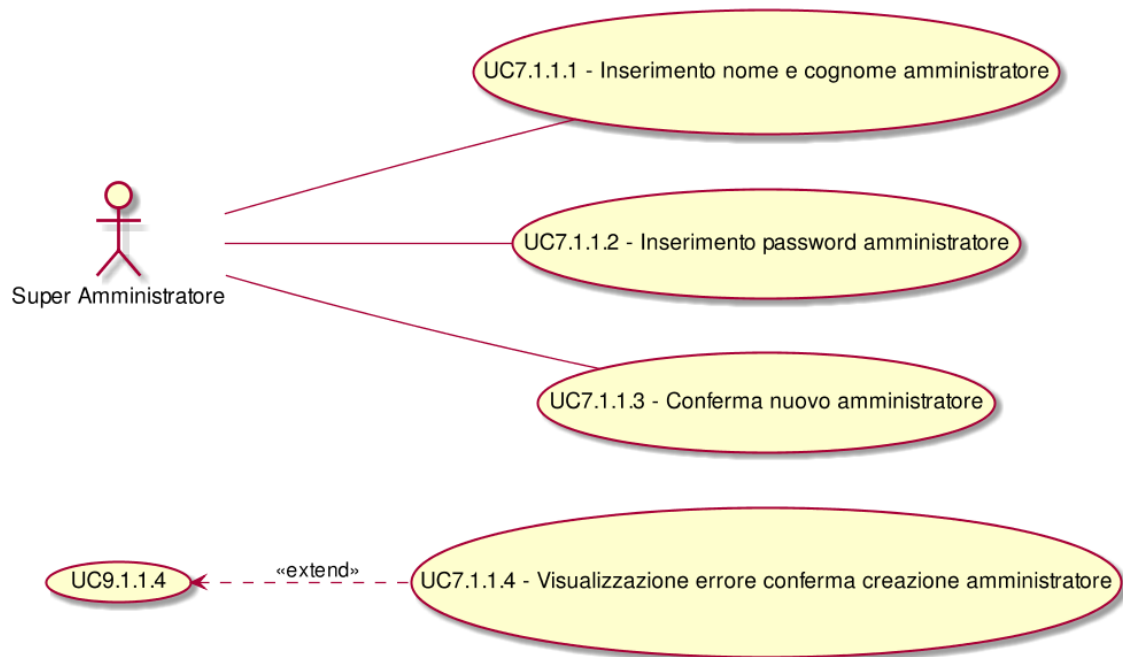 UC7.1.1.1 - Inserimento nome e cognome amministratore
UC7.1.1.2 - Inserimento password amministratore
Super Amministratore
UC7.1.1.3 - Conferma nuovo amministratore
«extend»
UC9.1.1.4
UC7.1.1.4 - Visualizzazione errore conferma creazione amministratore